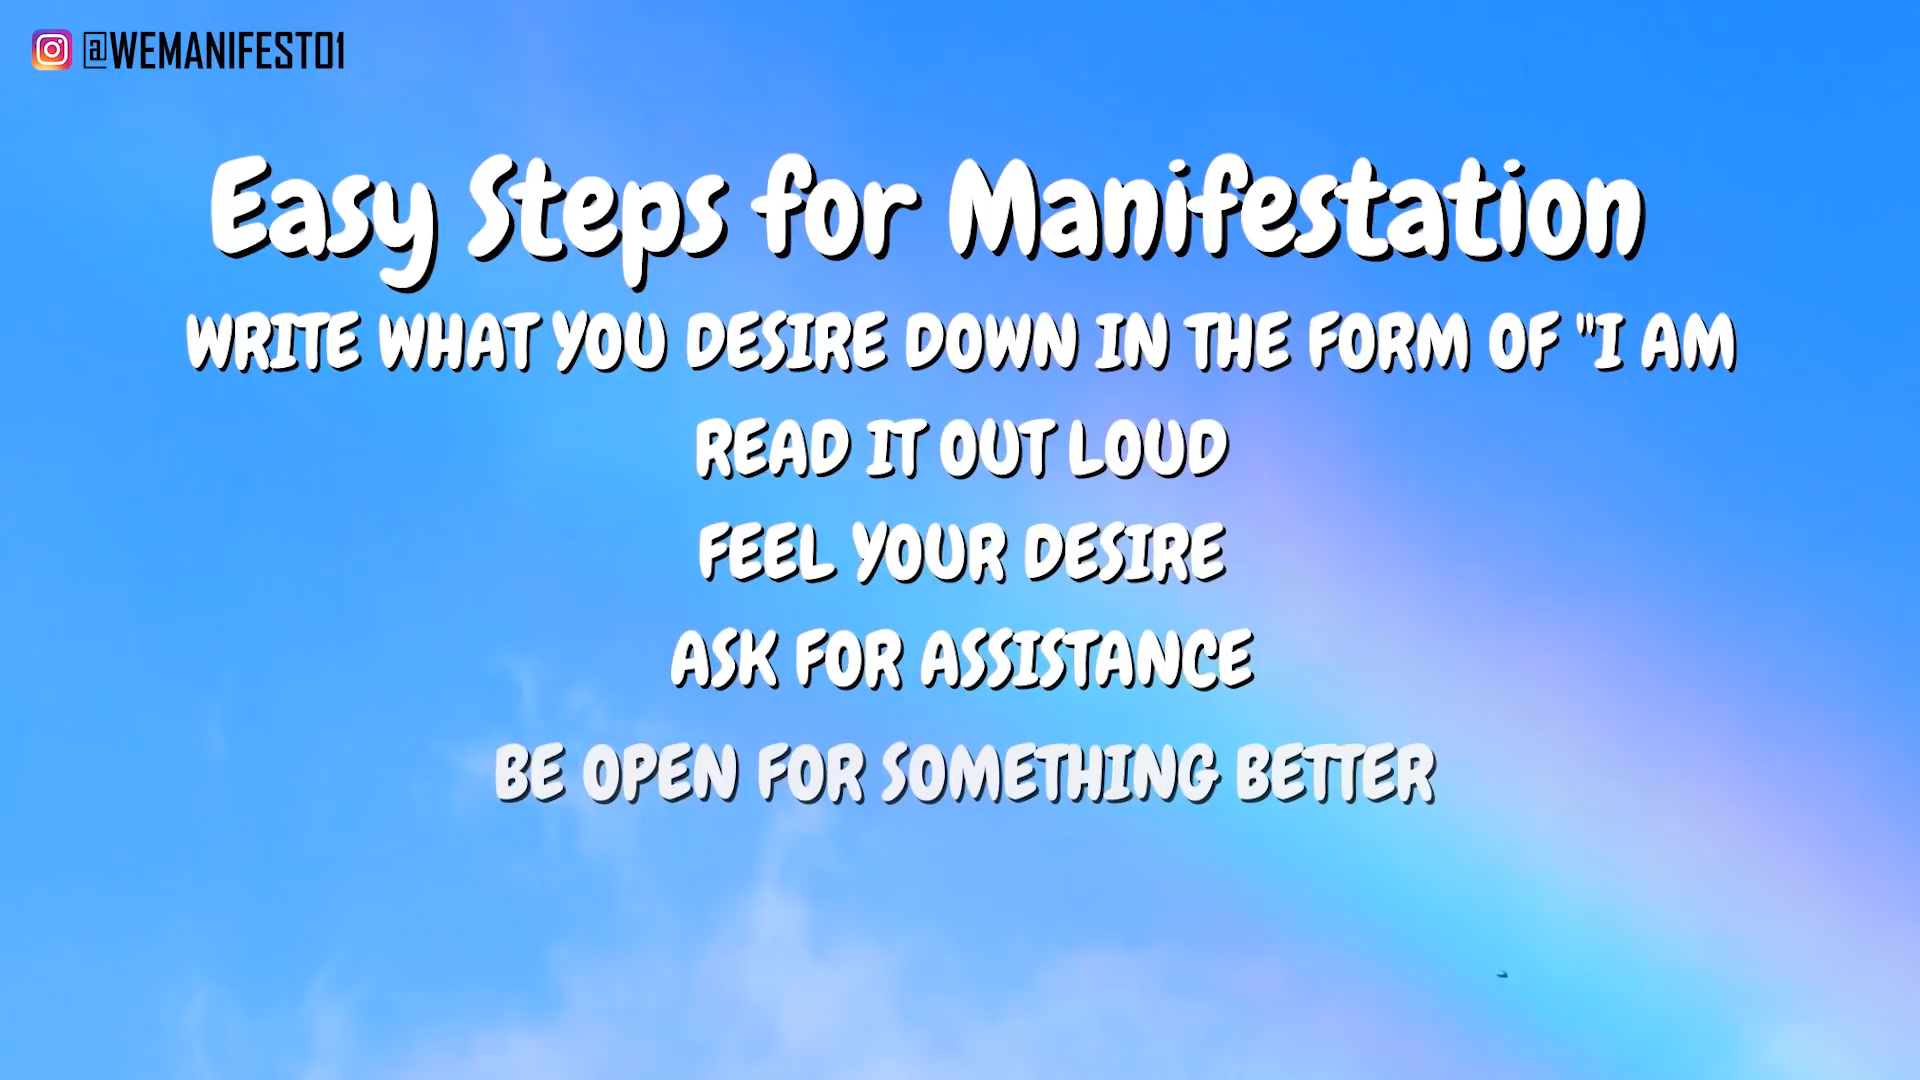 @WEMANIFEST01
Easy Steps for Manifestation
WRITE WHAT YOU DESIRE DOWN IN THE FORM OF "I AM
READ IT OUT LOUD
FEEL YOUR DESIRE
ASK FOR ASSISTANCE
BE OPEN FOR SOMETHING BETTER